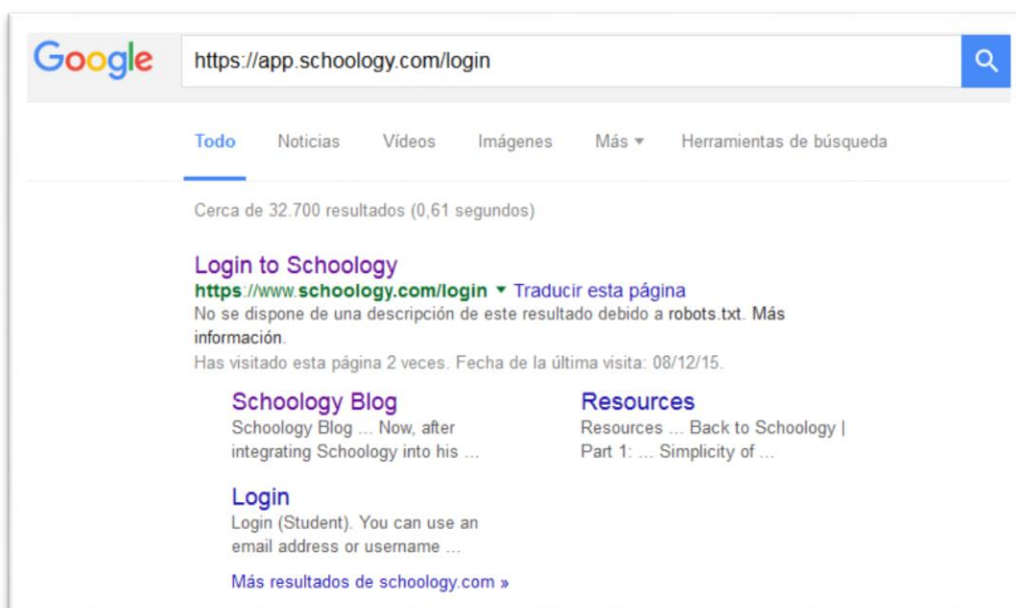 Google https://app.schoology.com/login
Todo Noticias Vídeos Imágenes Más Herramientas de búsqueda
Cerca de 32.700 resultados (0,61 segundos)
Login to Schoology
https://www.schoology.com/login Traducir esta página
No se dispone de una descripción de este resultado debido a robots.txt. Más
información.
Has visitado esta página 2 veces. Fecha de la última visita: 08/12/15.
Schoology Blog
Schoology Blog ... Now, after
integrating Schoology into his ...
Resources
Resources ... Back to Schoology |
Part 1: ... Simplicity of ...
Login
Login (Student). You can use an
email address or username ...
Más resultados de schoology.com »